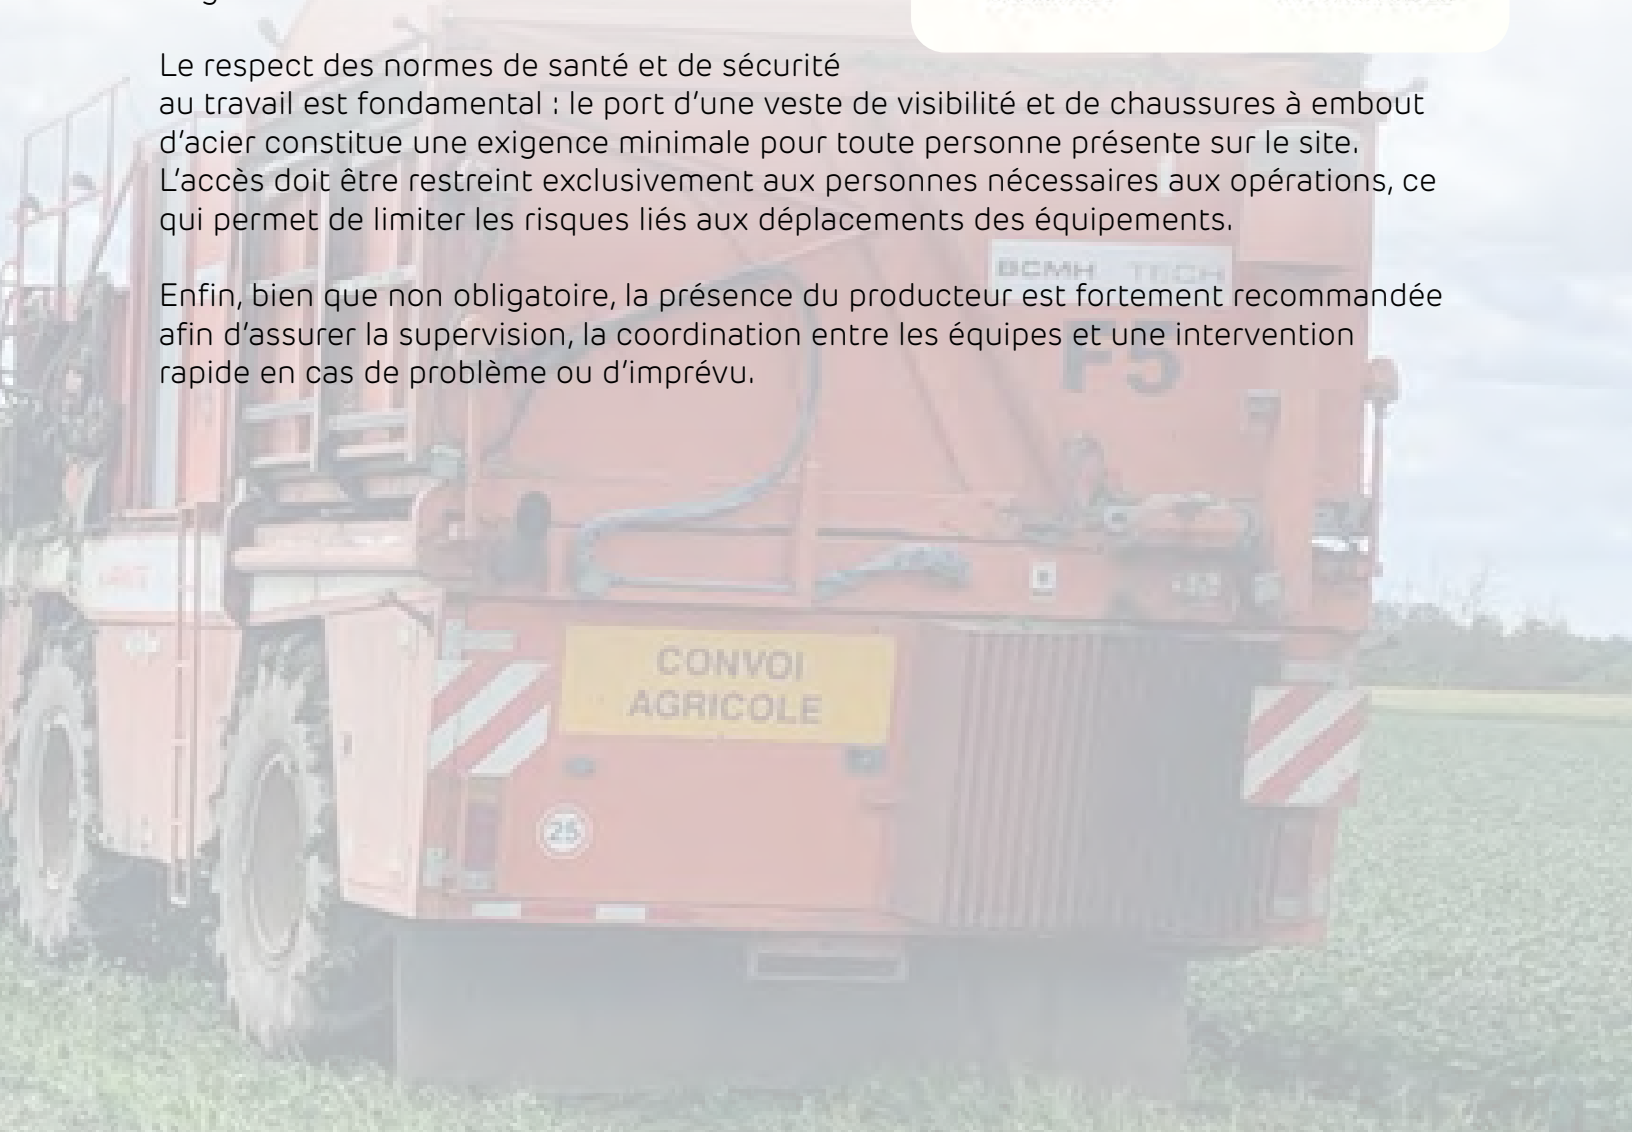 Le respect des normes de santé et de sécurité
au travail est fondamental : le port d’une veste de visibilité et de chaussures à embout
d’acier constitue une exigence minimale pour toute personne présente sur le site.
L’accès doit être restreint exclusivement aux personnes nécessaires aux opérations, ce
qui permet de limiter les risques liés aux déplacements des équipements.
BCMH TECH
Enfin, bien que non obligatoire, la présence du producteur est fortement recommandée
afin d’assurer la supervision, la coordination entre les équipes et une intervention
F5
rapide en cas de problème ou d’imprévu.
CONVOI
AGRICOLE
25